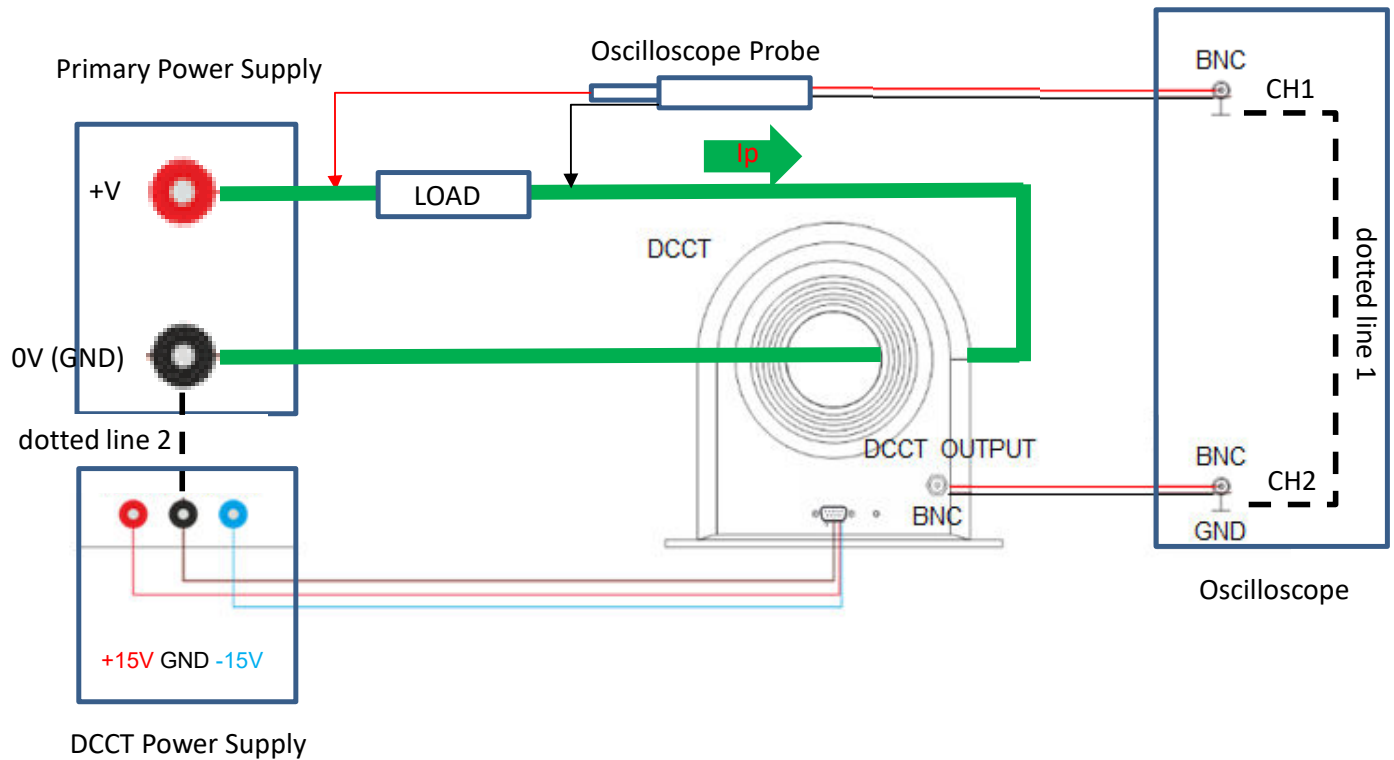 Oscilloscope Probe
BNC
Primary Power Supply
CH1
Ip
+V
LOAD
DCCT
dotted line 1
0V (GND)
dotted line 2
DCCT OUTPUT
BNC
CH2
BNC
GND
Oscilloscope
+15V GND -15V
DCCT Power Supply